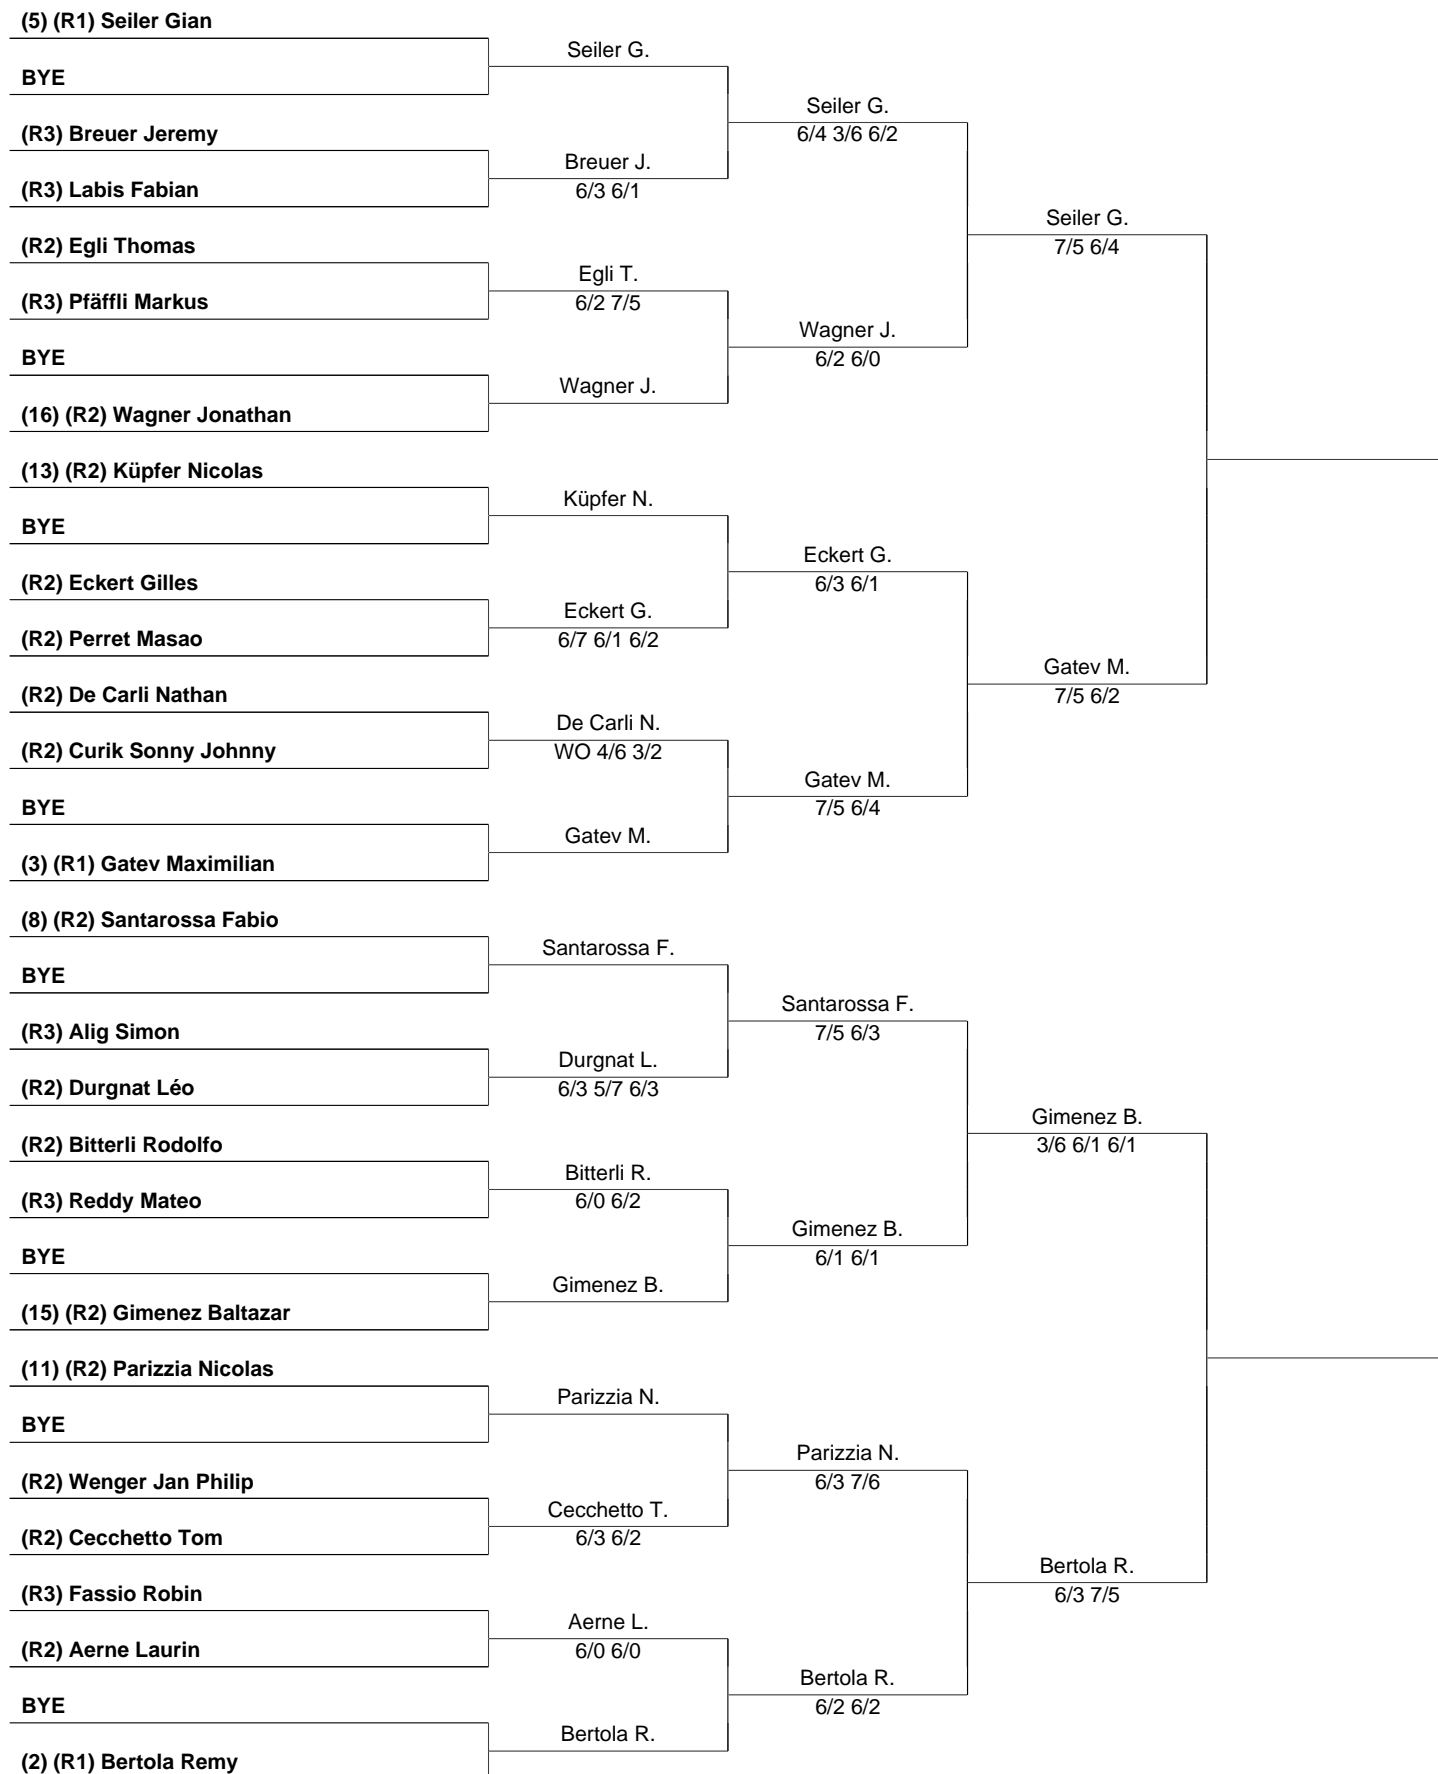 (5) (R1) Seiler Gian
Seiler G.
BYE
Seiler G.
6/4 3/6 6/2
(R3) Breuer Jeremy
Breuer J.
6/3 6/1
(R3) Labis Fabian
Seiler G.
7/5 6/4
(R2) Egli Thomas
Egli T.
6/2 7/5
(R3) Pfäffli Markus
Wagner J.
6/2 6/0
BYE
Wagner J.
(16) (R2) Wagner Jonathan
(13) (R2) Küpfer Nicolas
Küpfer N.
BYE
Eckert G.
6/3 6/1
(R2) Eckert Gilles
Eckert G.
6/7 6/1 6/2
(R2) Perret Masao
Gatev M.
7/5 6/2
(R2) De Carli Nathan
De Carli N.
WO 4/6 3/2
(R2) Curik Sonny Johnny
Gatev M.
7/5 6/4
BYE
Gatev M.
(3) (R1) Gatev Maximilian
(8) (R2) Santarossa Fabio
Santarossa F.
BYE
Santarossa F.
7/5 6/3
(R3) Alig Simon
Durgnat L.
6/3 5/7 6/3
(R2) Durgnat Léo
Gimenez B.
3/6 6/1 6/1
(R2) Bitterli Rodolfo
Bitterli R.
6/0 6/2
(R3) Reddy Mateo
Gimenez B.
6/1 6/1
BYE
Gimenez B.
(15) (R2) Gimenez Baltazar
(11) (R2) Parizzia Nicolas
Parizzia N.
BYE
Parizzia N.
6/3 7/6
(R2) Wenger Jan Philip
Cecchetto T.
6/3 6/2
(R2) Cecchetto Tom
Bertola R.
6/3 7/5
(R3) Fassio Robin
Aerne L.
6/0 6/0
(R2) Aerne Laurin
Bertola R.
6/2 6/2
BYE
Bertola R.
(2) (R1) Bertola Remy